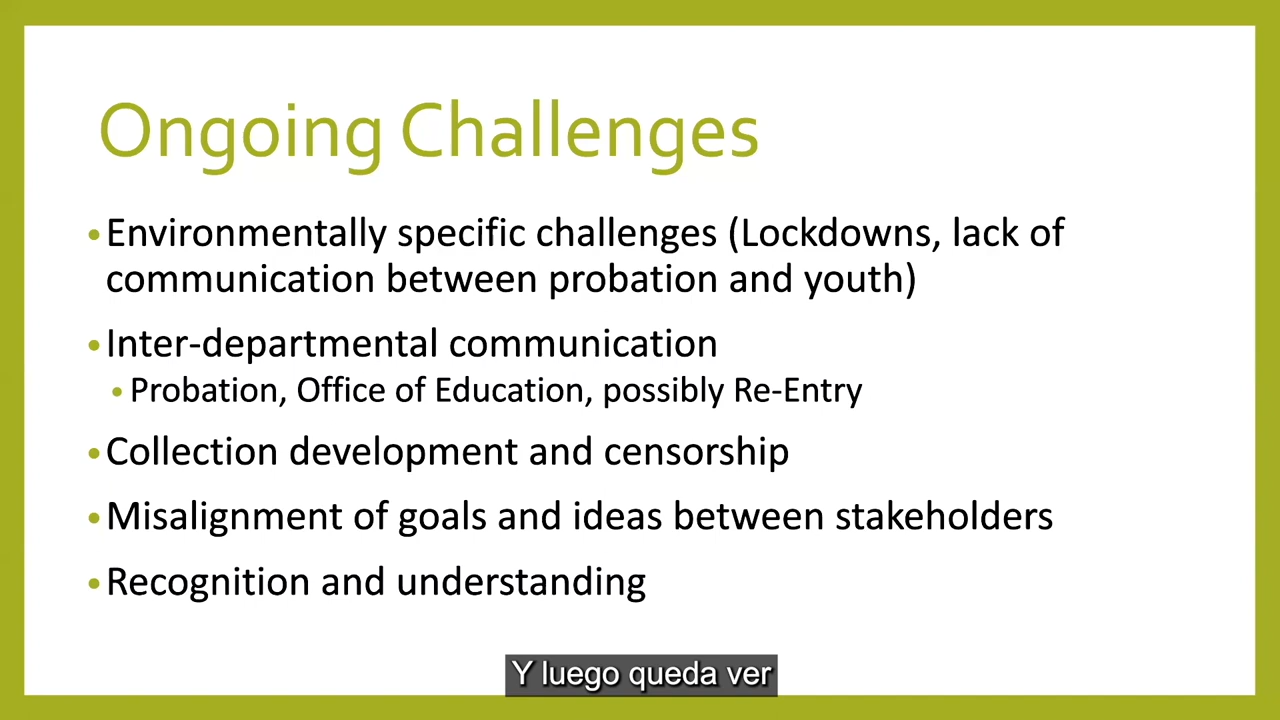 Ongoing Challenges
•Environmentally specific challenges (Lockdowns, lack of
communication between probation and youth)
•Inter-departmental communication
•Probation, Office of Education, possibly Re-Entry
•Collection development and censorship
•Misalignment of goals and ideas between stakeholders
•Recognition and understanding
Y luego queda ver